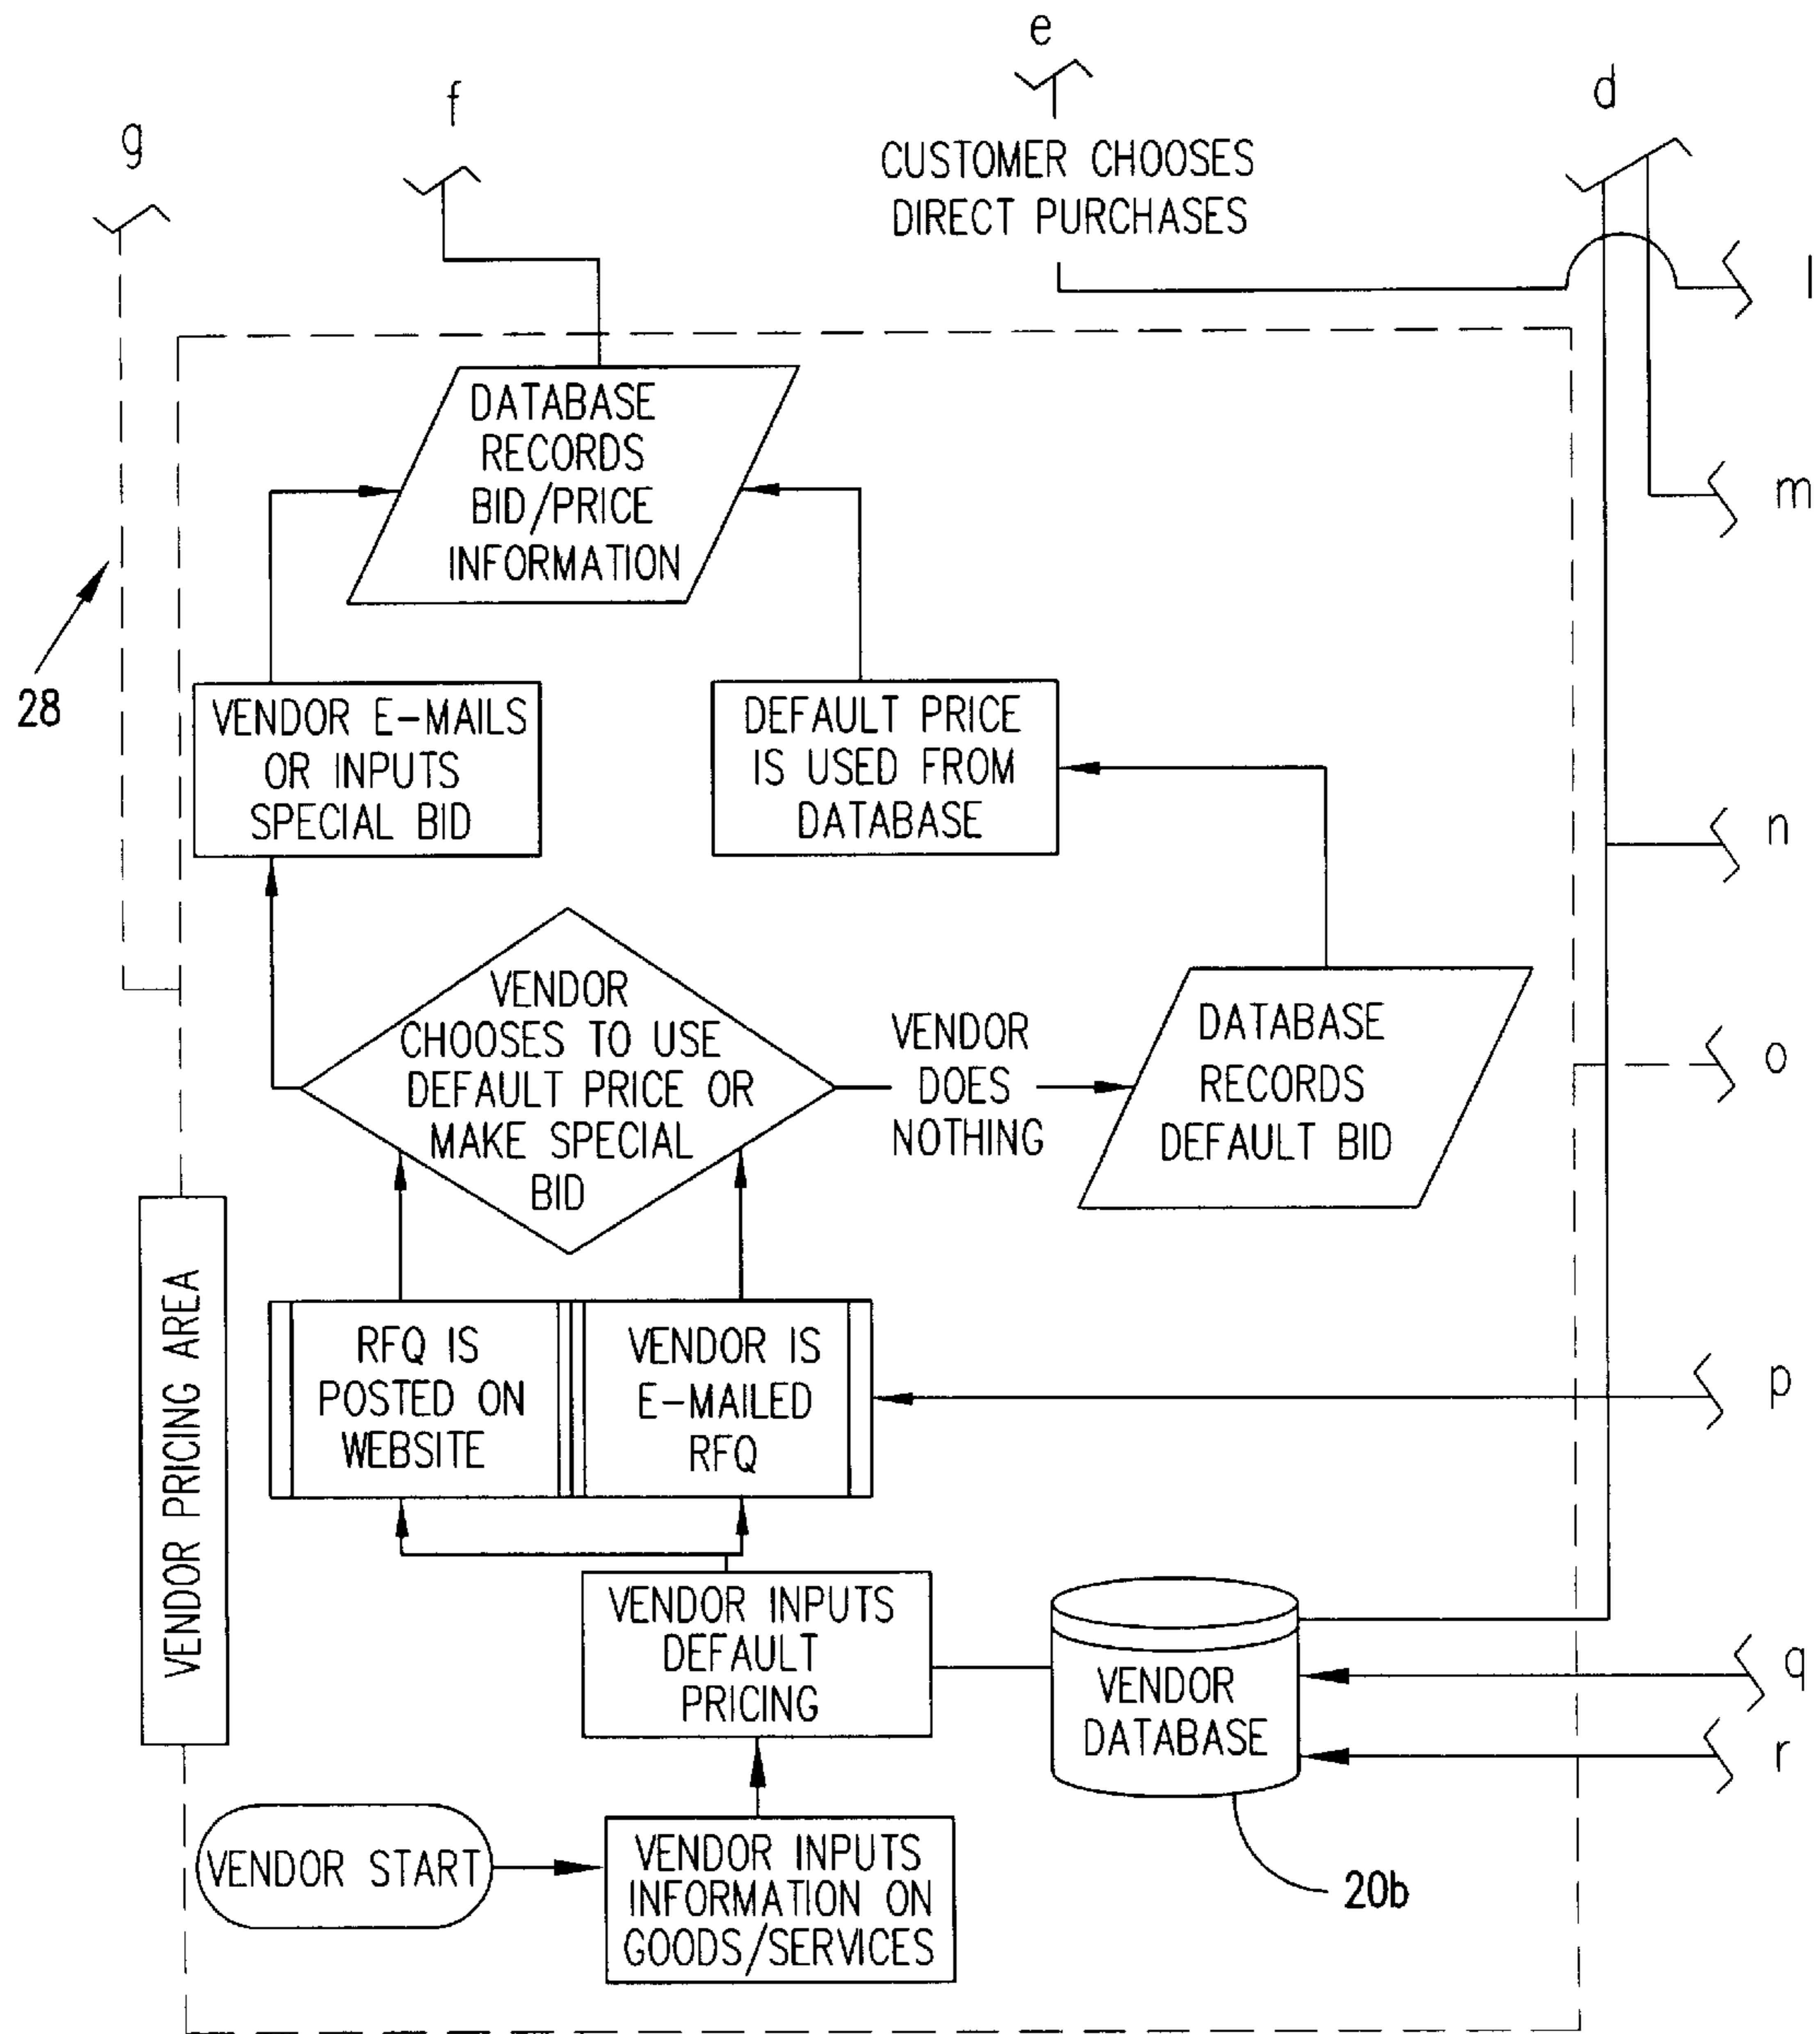 e
d
f
g
CUSTOMER CHOOSES
DIRECT PURCHASES
l
DATABASE
RECORDS
BID/PRICE
INFORMATION
m
28
VENDOR E-MAILS
OR INPUTS
SPECIAL BID
DEFAULT PRICE
IS USED FROM
DATABASE
n
VENDOR
CHOOSES TO USE
DEFAULT PRICE OR
MAKE SPECIAL
BID
VENDOR
DOES
NOTHING
DATABASE
RECORDS
DEFAULT BID
o
VENDOR PRICING AREA
RFQ IS
POSTED ON
WEBSITE
VENDOR IS
E-MAILED
RFQ
p
VENDOR INPUTS
DEFAULT
PRICING
VENDOR
DATABASE
q
r
VENDOR START
VENDOR INPUTS
INFORMATION ON
GOODS/SERVICES
20b